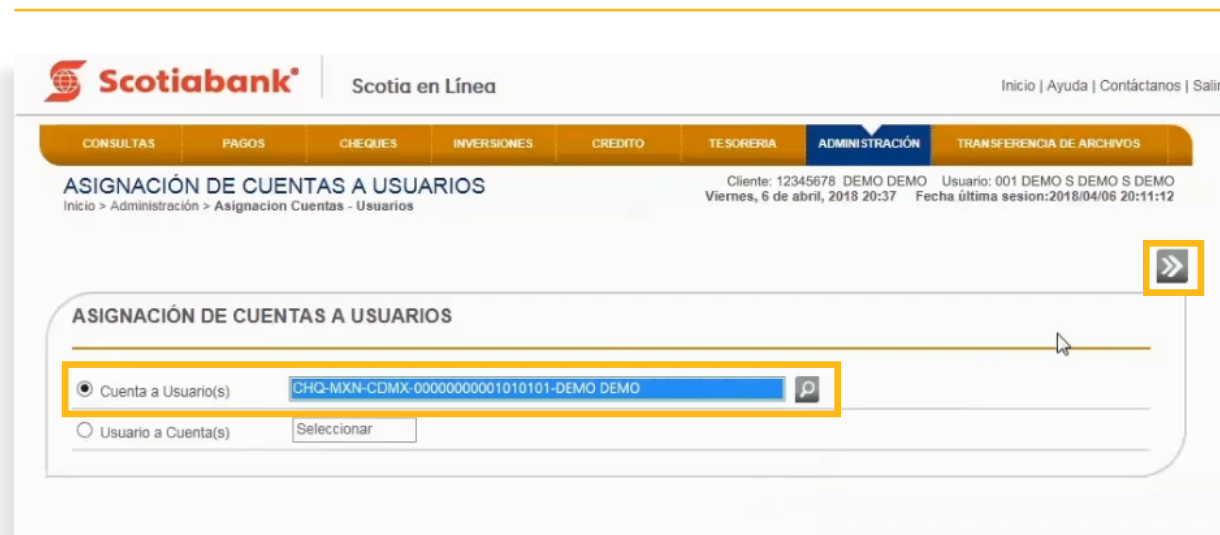 Scotiabank Scotia en Línea Inicio | Ayuda | Contáctanos | Salir
CONSULTAS PAGOS CHEQUES INVERSIONES CREDITO TESORERIA ADMINISTRACIÓN TRANSFERENCIA DE ARCHIVOS
ASIGNACIÓN DE CUENTAS A USUARIOS Cliente: 12345678 DEMO DEMO Usuario: 001 DEMO S DEMO S DEMO
Inicio > Administración > Asignacion Cuentas - Usuarios Viernes, 6 de abril, 2018 20:37 Fecha última sesion:2018/04/06 20:11:12
ASIGNACIÓN DE CUENTAS A USUARIOS
Cuenta a Usuario(s) CHQ-MXN-CDMX-00000000001010101-DEMO DEMO
Usuario a Cuenta(s) Seleccionar